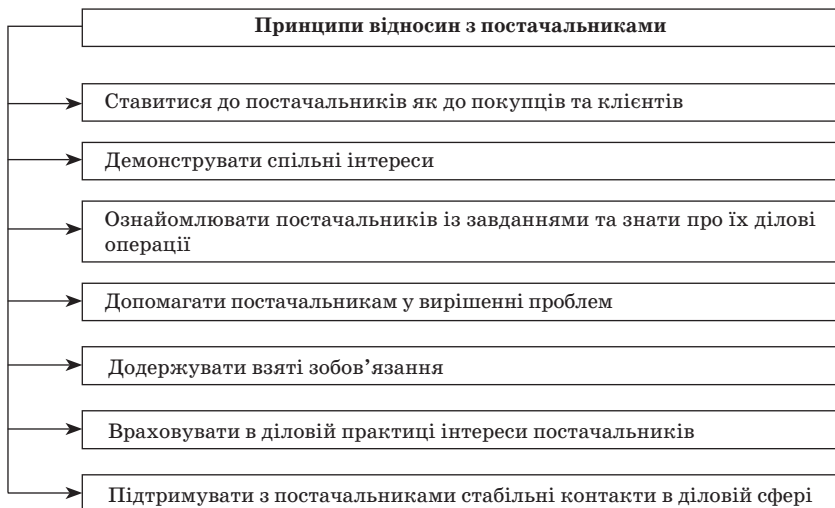 Принципи відносин з постачальниками
Ставитися до постачальників як до покупців та клієнтів
Демонструвати спільні інтереси
Ознайомлювати постачальників із завданнями та знати про їх ділові
операції
Допомагати постачальникам у вирішенні проблем
Додержувати взяті зобов’язання
Враховувати в діловій практиці інтереси постачальників
Підтримувати з постачальниками стабільні контакти в діловій сфері